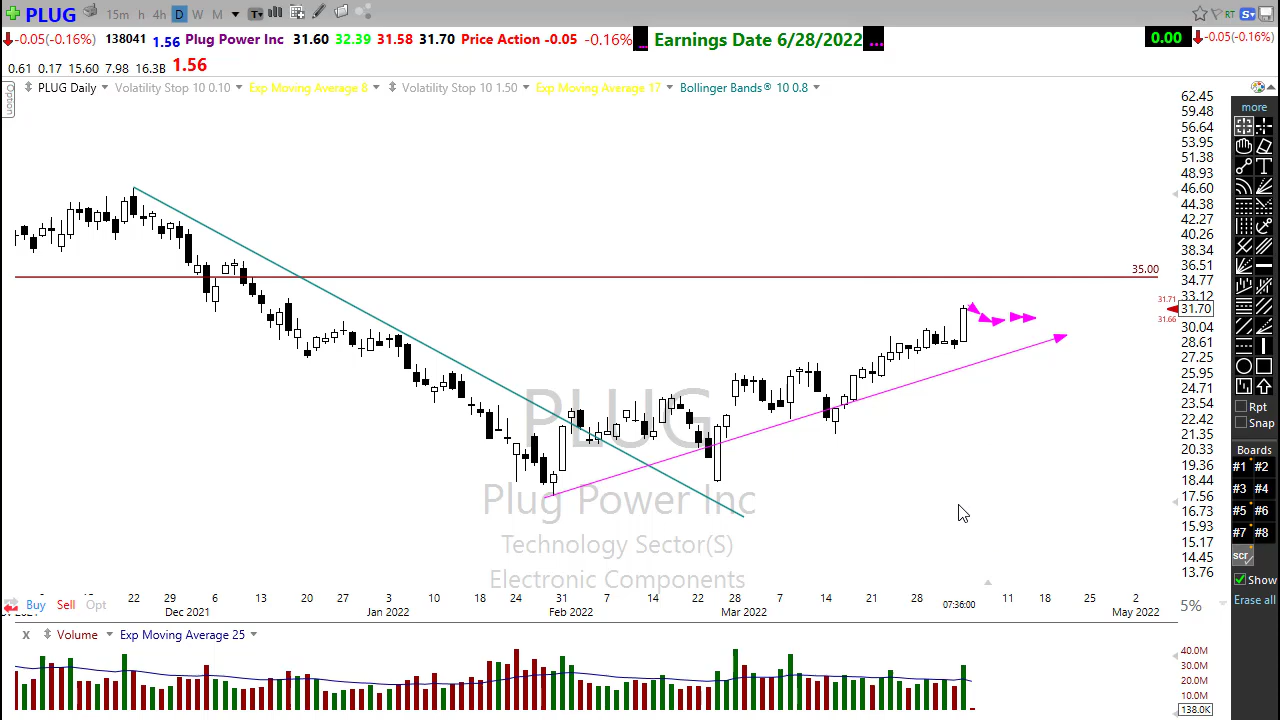 PLUG 15m h 4h D W M T RT S
-0.05(-0.16%) 138041 1.56 Plug Power Inc 31.60 32.39 31.58 31.70 Price Action -0.05 -0.16% ... Earnings Date 6/28/2022 ... 0.00 -0.05(-0.16%)
0.61 0.17 15.60 7.98 16.3B 1.56
Option
PLUG Daily Volatility Stop 10 0.10 Exp Moving Average 8 Volatility Stop 10 1.50 Exp Moving Average 17 Bollinger Bands® 10 0.8
62.45
59.48
56.64
53.95
51.38
48.93
46.60
44.38
42.27
40.26
38.34
36.51
35.00
34.77
33.12
31.71
31.70
31.66
30.04
28.61
27.25
25.95
24.71
23.54
22.42
21.35
20.33
19.36
18.44
17.56
16.73
15.93
15.17
14.45
13.76
PLUG
Plug Power Inc
Technology Sector(S)
Electronic Components
more
T
Rpt
Snap
Boards
#1 #2
#3 #4
#5 #6
#7 #8
scr
Show
Erase all
Buy Sell Opt
22 29 6 13 20 27 3 10 18 24 31 7 14 22 28 7 14 21 28 07:36:00 11 18 25 2
Dec 2021 Jan 2022 Feb 2022 Mar 2022 May 2022
5%
X Volume Exp Moving Average 25
40.0M
30.0M
20.0M
10.0M
138.0K